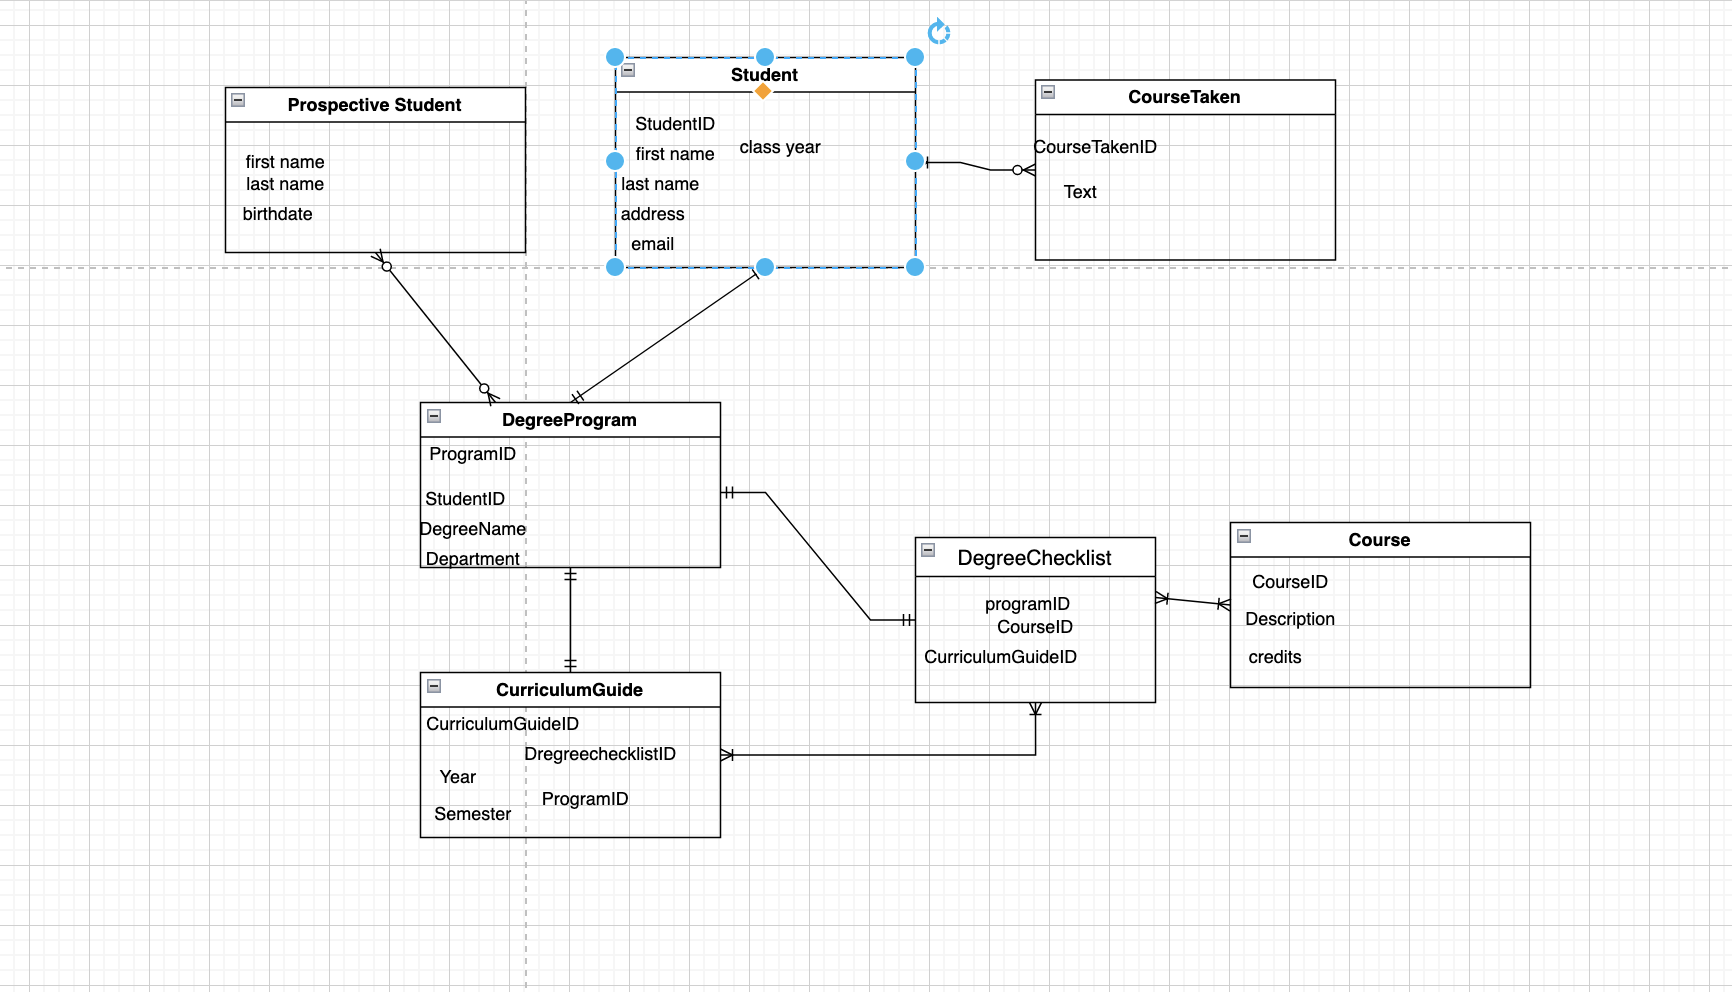 Prospective Student
first name
last name
birthdate
Student
StudentID
first name
class year
last name
address
email
CourseTaken
CourseTakenID
Text
DegreeProgram
ProgramID
StudentID
DegreeName
Department
DegreeChecklist
programID
CourseID
CurriculumGuideID
Course
CourseID
Description
credits
CurriculumGuide
CurriculumGuideID
DregreechecklistID
Year
ProgramID
Semester